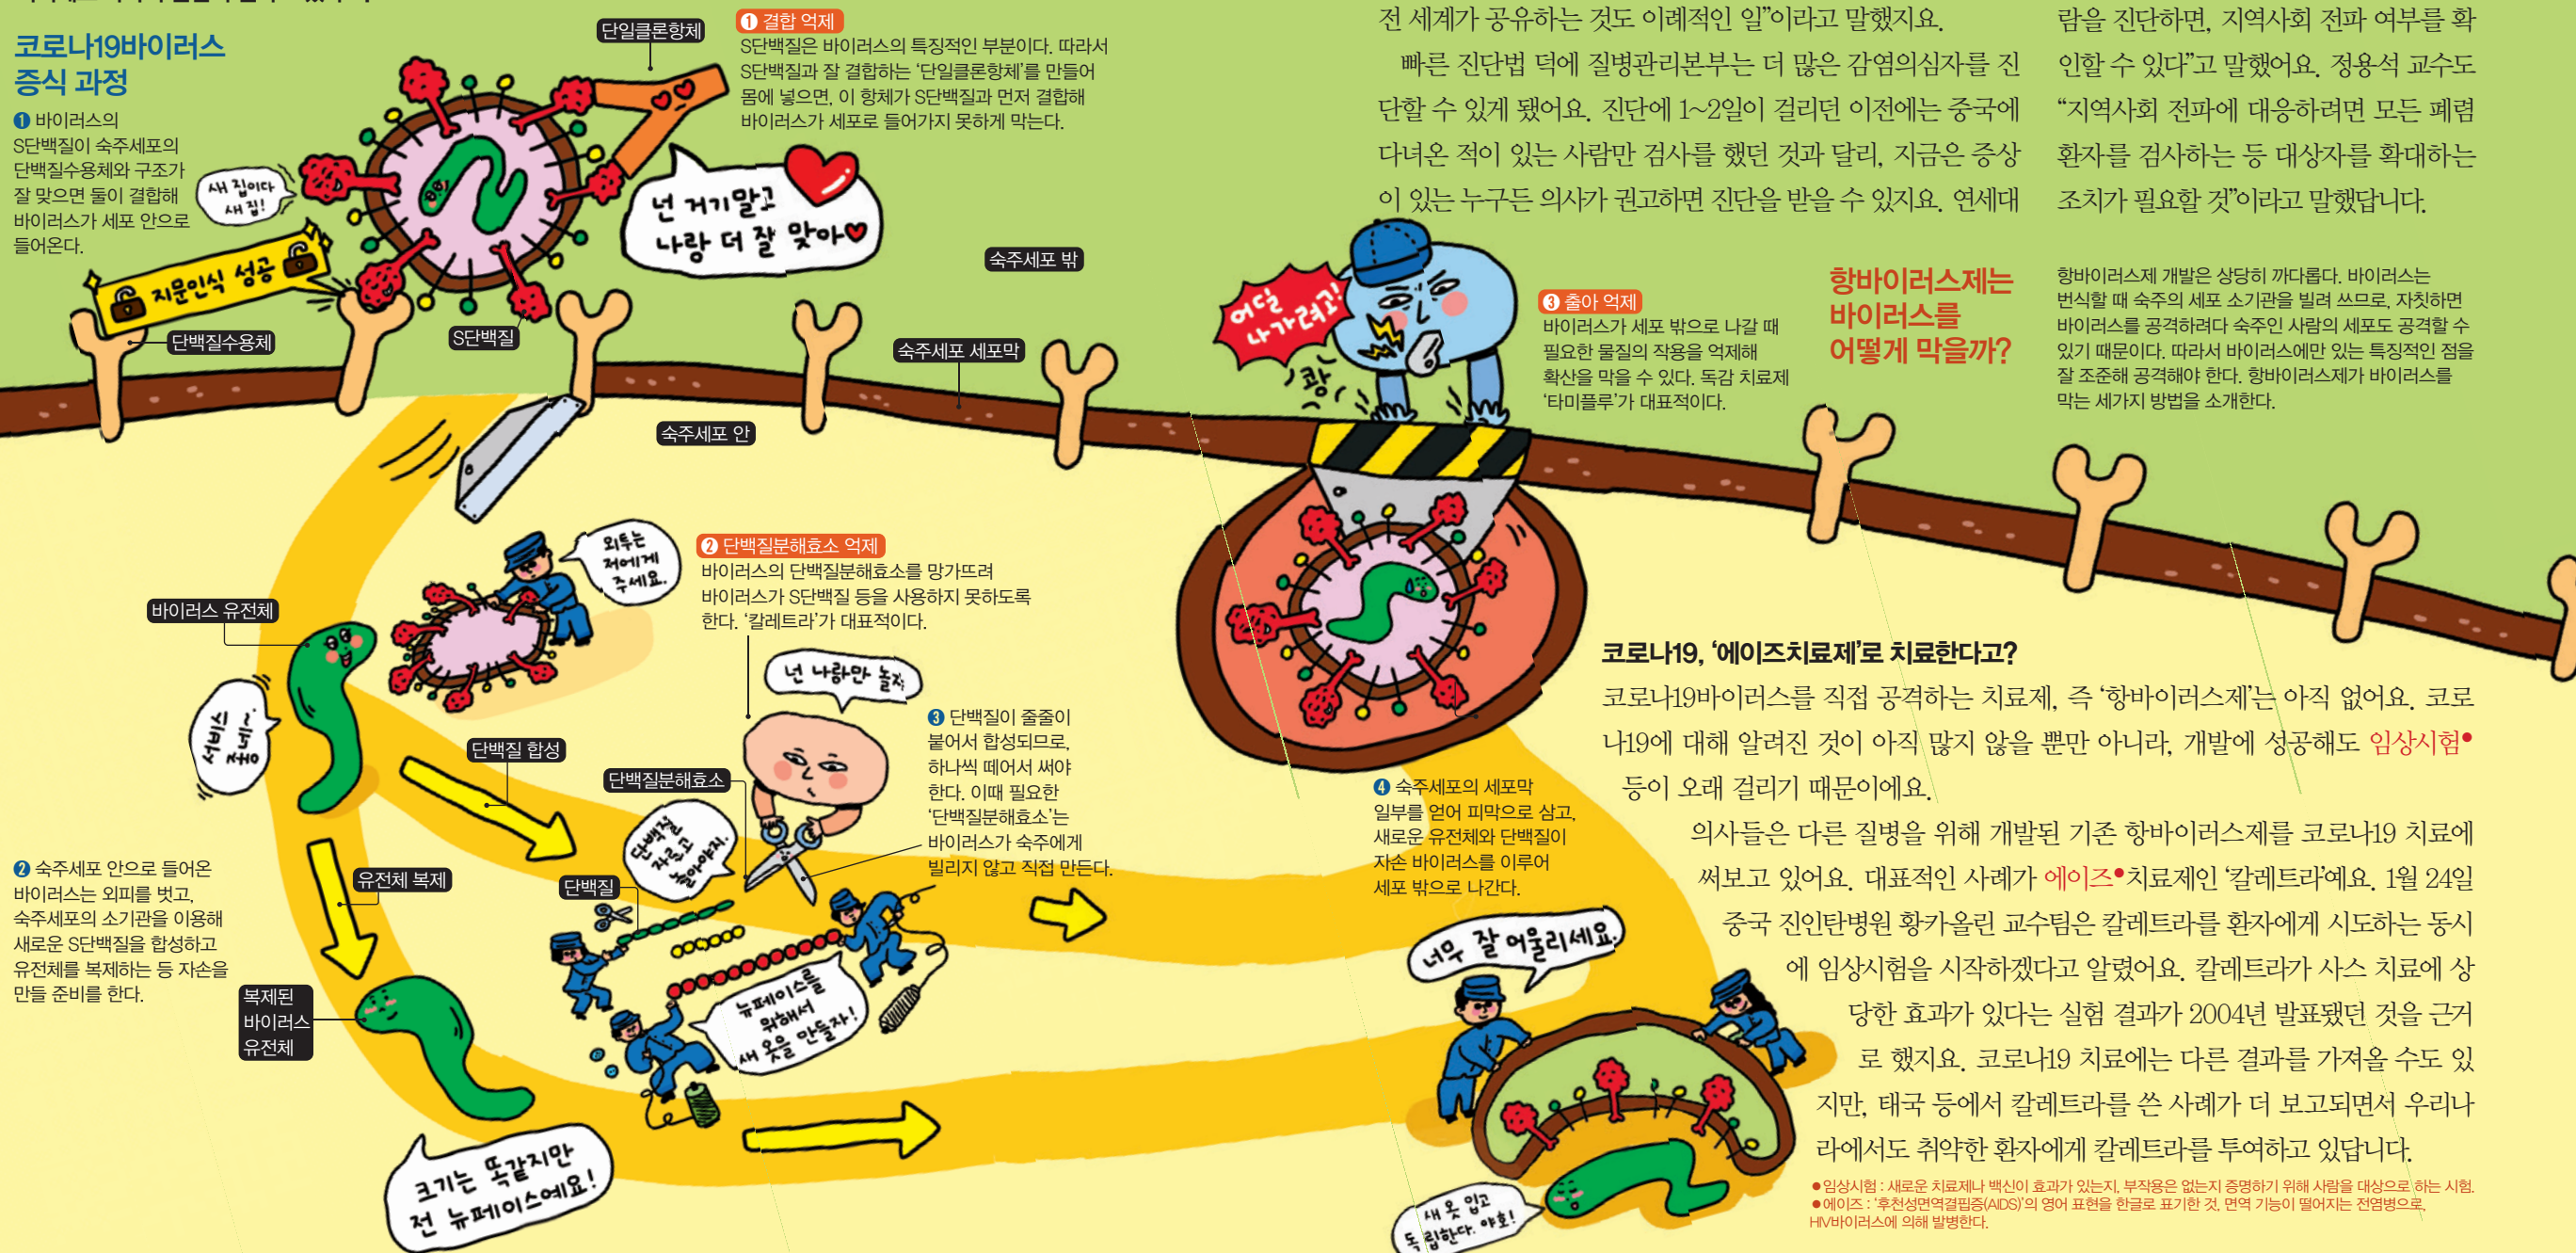 전 세계가 공유하는 것도 이례적인 일”이라고 말했지요.
빠른 진단법 덕에 질병관리본부는 더 많은 감염의심자를 진
단할 수 있게 됐어요. 진단에 1~2일이 걸리던 이전에는 중국에
다녀온 적이 있는 사람만 검사를 했던 것과 달리, 지금은 증상
이 있는 누구든 의사가 권고하면 진단을 받을 수 있지요. 연세대
람을 진단하면, 지역사회 전파 여부를 확
인할 수 있다”고 말했어요. 정용석 교수도
“지역사회 전파에 대응하려면 모든 폐렴
환자를 검사하는 등 대상자를 확대하는
조치가 필요할 것”이라고 말했답니다.
코로나19바이러스
증식 과정
❶ 바이러스의
S단백질이 숙주세포의
단백질수용체와 구조가
잘 맞으면 둘이 결합해
바이러스가 세포 안으로
들어온다.
새 집이다
새 집!
지문인식 성공
단백질수용체
S단백질
단일클론항체
❶ 결합 억제
S단백질은 바이러스의 특징적인 부분이다. 따라서
S단백질과 잘 결합하는 ‘단일클론항체’를 만들어
몸에 넣으면, 이 항체가 S단백질과 먼저 결합해
바이러스가 세포로 들어가지 못하게 막는다.
넌 거기말고
나랑 더 잘 맞아♥
숙주세포 밖
숙주세포 세포막
숙주세포 안
어딜
나가려고!
쾅
❸ 출아 억제
바이러스가 세포 밖으로 나갈 때
필요한 물질의 작용을 억제해
확산을 막을 수 있다. 독감 치료제
‘타미플루’가 대표적이다.
항바이러스제는
바이러스를
어떻게 막을까?
항바이러스제 개발은 상당히 까다롭다. 바이러스는
번식할 때 숙주의 세포 소기관을 빌려 쓰므로, 자칫하면
바이러스를 공격하려다 숙주인 사람의 세포도 공격할 수
있기 때문이다. 따라서 바이러스에만 있는 특징적인 점을
잘 조준해 공격해야 한다. 항바이러스제가 바이러스를
막는 세가지 방법을 소개한다.
외투는
저에게
주세요.
바이러스 유전체
서비스
좋네~.
❷ 단백질분해효소 억제
바이러스의 단백질분해효소를 망가뜨려
바이러스가 S단백질 등을 사용하지 못하도록
한다. ‘칼레트라’가 대표적이다.
넌 나랑만 놀자
단백질 합성
단백질분해효소
단백질
❸ 단백질이 줄줄이
붙어서 합성되므로,
하나씩 떼어서 써야
한다. 이때 필요한
‘단백질분해효소’는
바이러스가 숙주에게
빌리지 않고 직접 만든다.
❷ 숙주세포 안으로 들어온
바이러스는 외피를 벗고,
숙주세포의 소기관을 이용해
새로운 S단백질을 합성하고
유전체를 복제하는 등 자손을
만들 준비를 한다.
유전체 복제
복제된
바이러스
유전체
뉴페이스를
위해서
새 옷을 만들자!
크기는 똑같지만
전 뉴페이스예요!
❹ 숙주세포의 세포막
일부를 얻어 피막으로 삼고,
새로운 유전체와 단백질이
자손 바이러스를 이루어
세포 밖으로 나간다.
너무 잘 어울리세요.
새 옷 입고
독립한다. 야호!
코로나19, ‘에이즈치료제’로 치료한다고?
코로나19바이러스를 직접 공격하는 치료제, 즉 ‘항바이러스제’는 아직 없어요. 코로
나19에 대해 알려진 것이 아직 많지 않을 뿐만 아니라, 개발에 성공해도 임상시험●
등이 오래 걸리기 때문이에요.
의사들은 다른 질병을 위해 개발된 기존 항바이러스제를 코로나19 치료에
써보고 있어요. 대표적인 사례가 에이즈●치료제인 ‘칼레트라’예요. 1월 24일
중국 진인탄병원 황카올린 교수팀은 칼레트라를 환자에게 시도하는 동시
에 임상시험을 시작하겠다고 알렸어요. 칼레트라가 사스 치료에 상
당한 효과가 있다는 실험 결과가 2004년 발표됐던 것을 근거
로 했지요. 코로나19 치료에는 다른 결과를 가져올 수도 있
지만, 태국 등에서 칼레트라를 쓴 사례가 더 보고되면서 우리나
라에서도 취약한 환자에게 칼레트라를 투여하고 있답니다.
●임상시험 : 새로운 치료제나 백신이 효과가 있는지, 부작용은 없는지 증명하기 위해 사람을 대상으로 하는 시험.
●에이즈 : ‘후천성면역결핍증(AIDS)’의 영어 표현을 한글로 표기한 것. 면역 기능이 떨어지는 전염병으로,
HIV바이러스에 의해 발병한다.